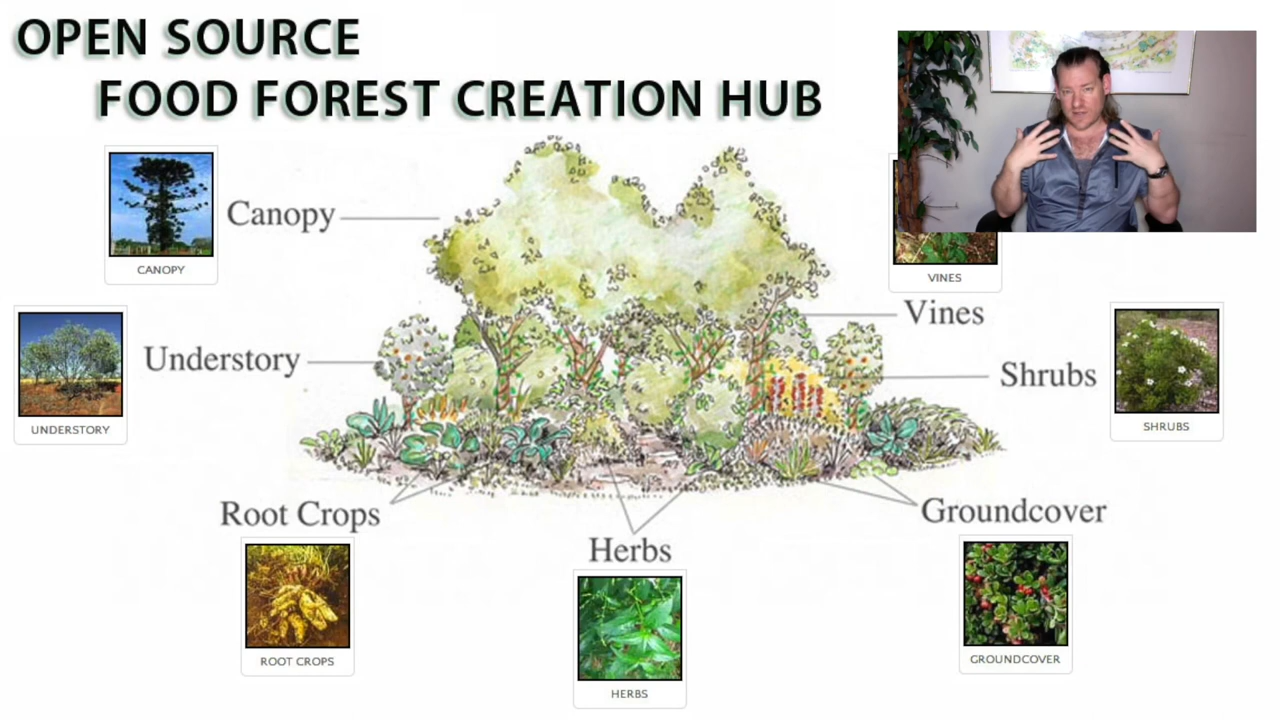 OPEN SOURCE
FOOD FOREST CREATION HUB
CANOPY
Canopy
VINES
Vines
UNDERSTORY
Understory
Shrubs
SHRUBS
Root Crops
Groundcover
Herbs
ROOT CROPS
HERBS
GROUNDCOVER